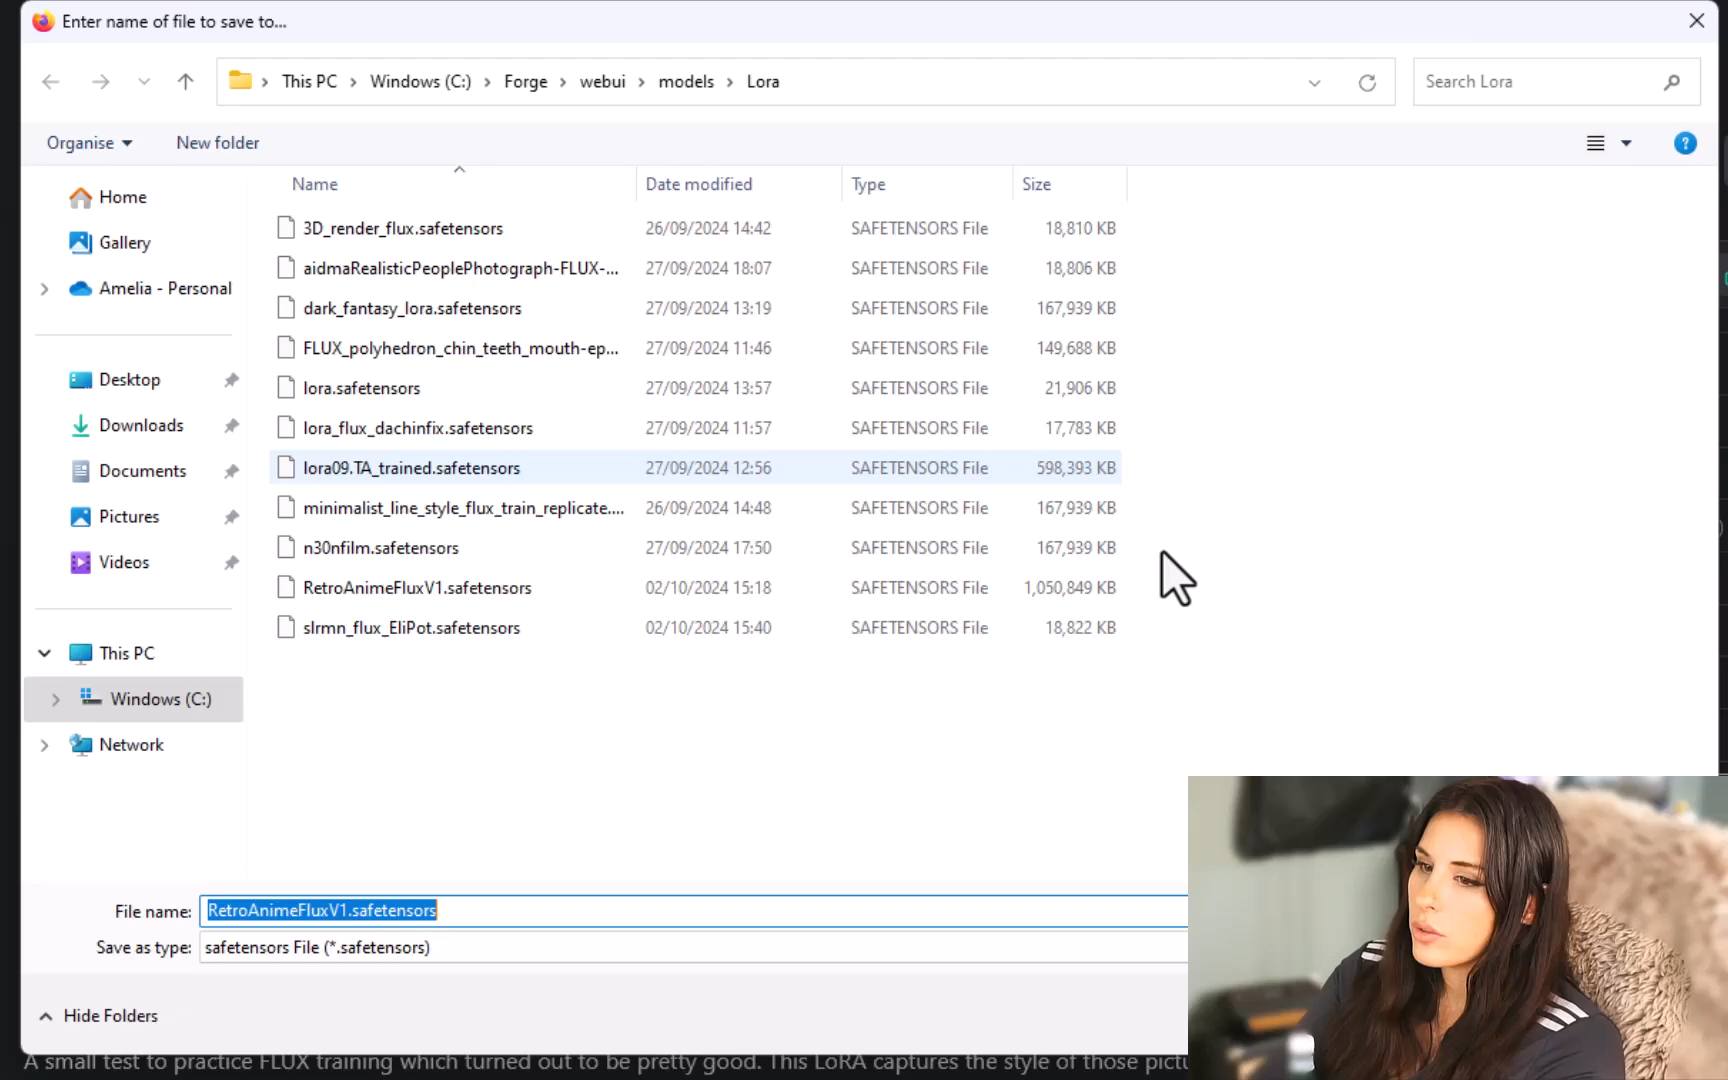 Enter name of file to save to...
This PC > Windows (C:) > Forge > webui > models > Lora
Search Lora
Organise
New folder
?
Name
Date modified
Type
Size
Home
Gallery
Amelia - Personal
Desktop
Downloads
Documents
Pictures
Videos
This PC
Windows (C:)
Network
3D_render_flux.safetensors 26/09/2024 14:42 SAFETENSORS File 18,810 KB
aidmaRealisticPeoplePhotograph-FLUX-... 27/09/2024 18:07 SAFETENSORS File 18,806 KB
dark_fantasy_lora.safetensors 27/09/2024 13:19 SAFETENSORS File 167,939 KB
FLUX_polyhedron_chin_teeth_mouth-ep... 27/09/2024 11:46 SAFETENSORS File 149,688 KB
lora.safetensors 27/09/2024 13:57 SAFETENSORS File 21,906 KB
lora_flux_dachinfix.safetensors 27/09/2024 11:57 SAFETENSORS File 17,783 KB
lora09.TA_trained.safetensors 27/09/2024 12:56 SAFETENSORS File 598,393 KB
minimalist_line_style_flux_train_replicate.... 26/09/2024 14:48 SAFETENSORS File 167,939 KB
n30nfilm.safetensors 27/09/2024 17:50 SAFETENSORS File 167,939 KB
RetroAnimeFluxV1.safetensors 02/10/2024 15:18 SAFETENSORS File 1,050,849 KB
slrmn_flux_EliPot.safetensors 02/10/2024 15:40 SAFETENSORS File 18,822 KB
File name: RetroAnimeFluxV1.safetensors
Save as type: safetensors File (*.safetensors)
Hide Folders
A small test to practice FLUX training which turned out to be pretty good. This LoRA captures the style of those